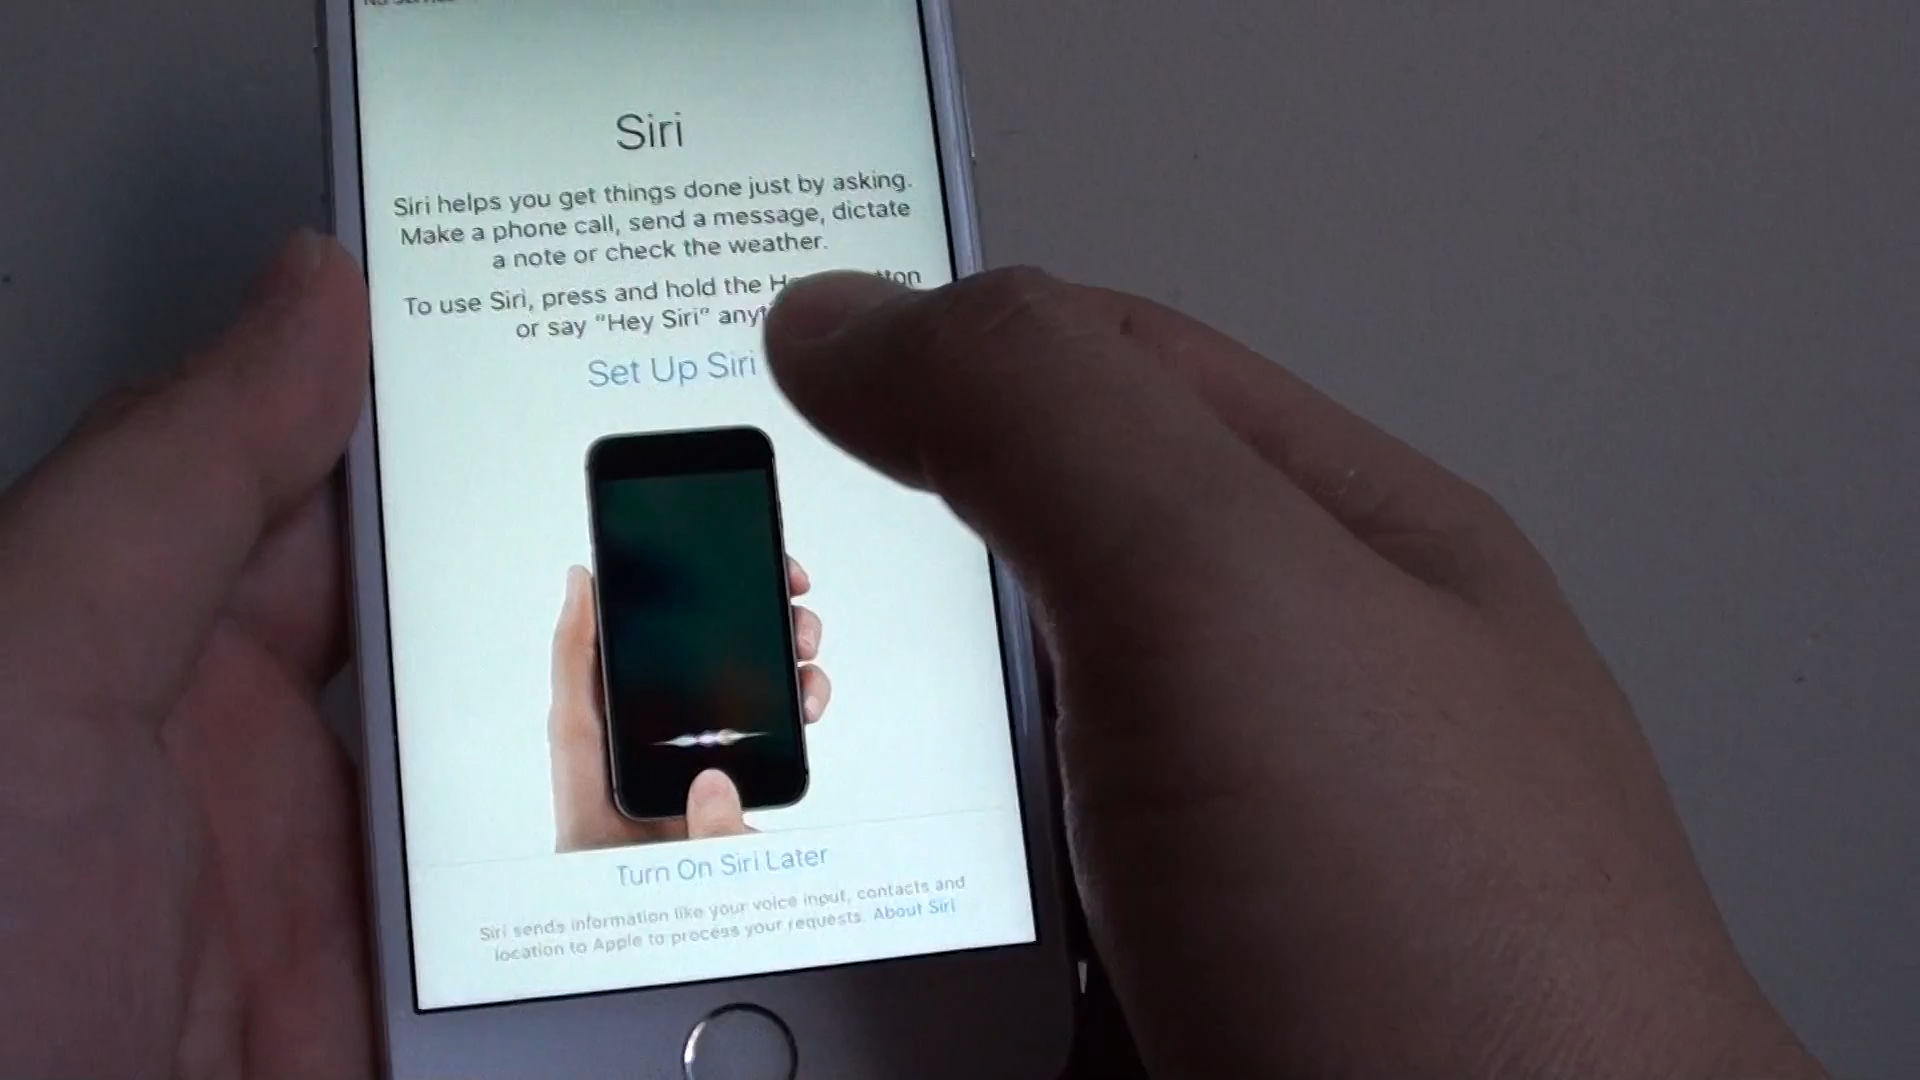 Siri
Siri helps you get things done just by asking.
Make a phone call, send a message, dictate
a note or check the weather.
To use Siri, press and hold the
or say “Hey Siri”
Set Up Siri
Turn On Siri Later
Siri sends information like your voice input, contacts and
location to Apple to process your requests. About Siri